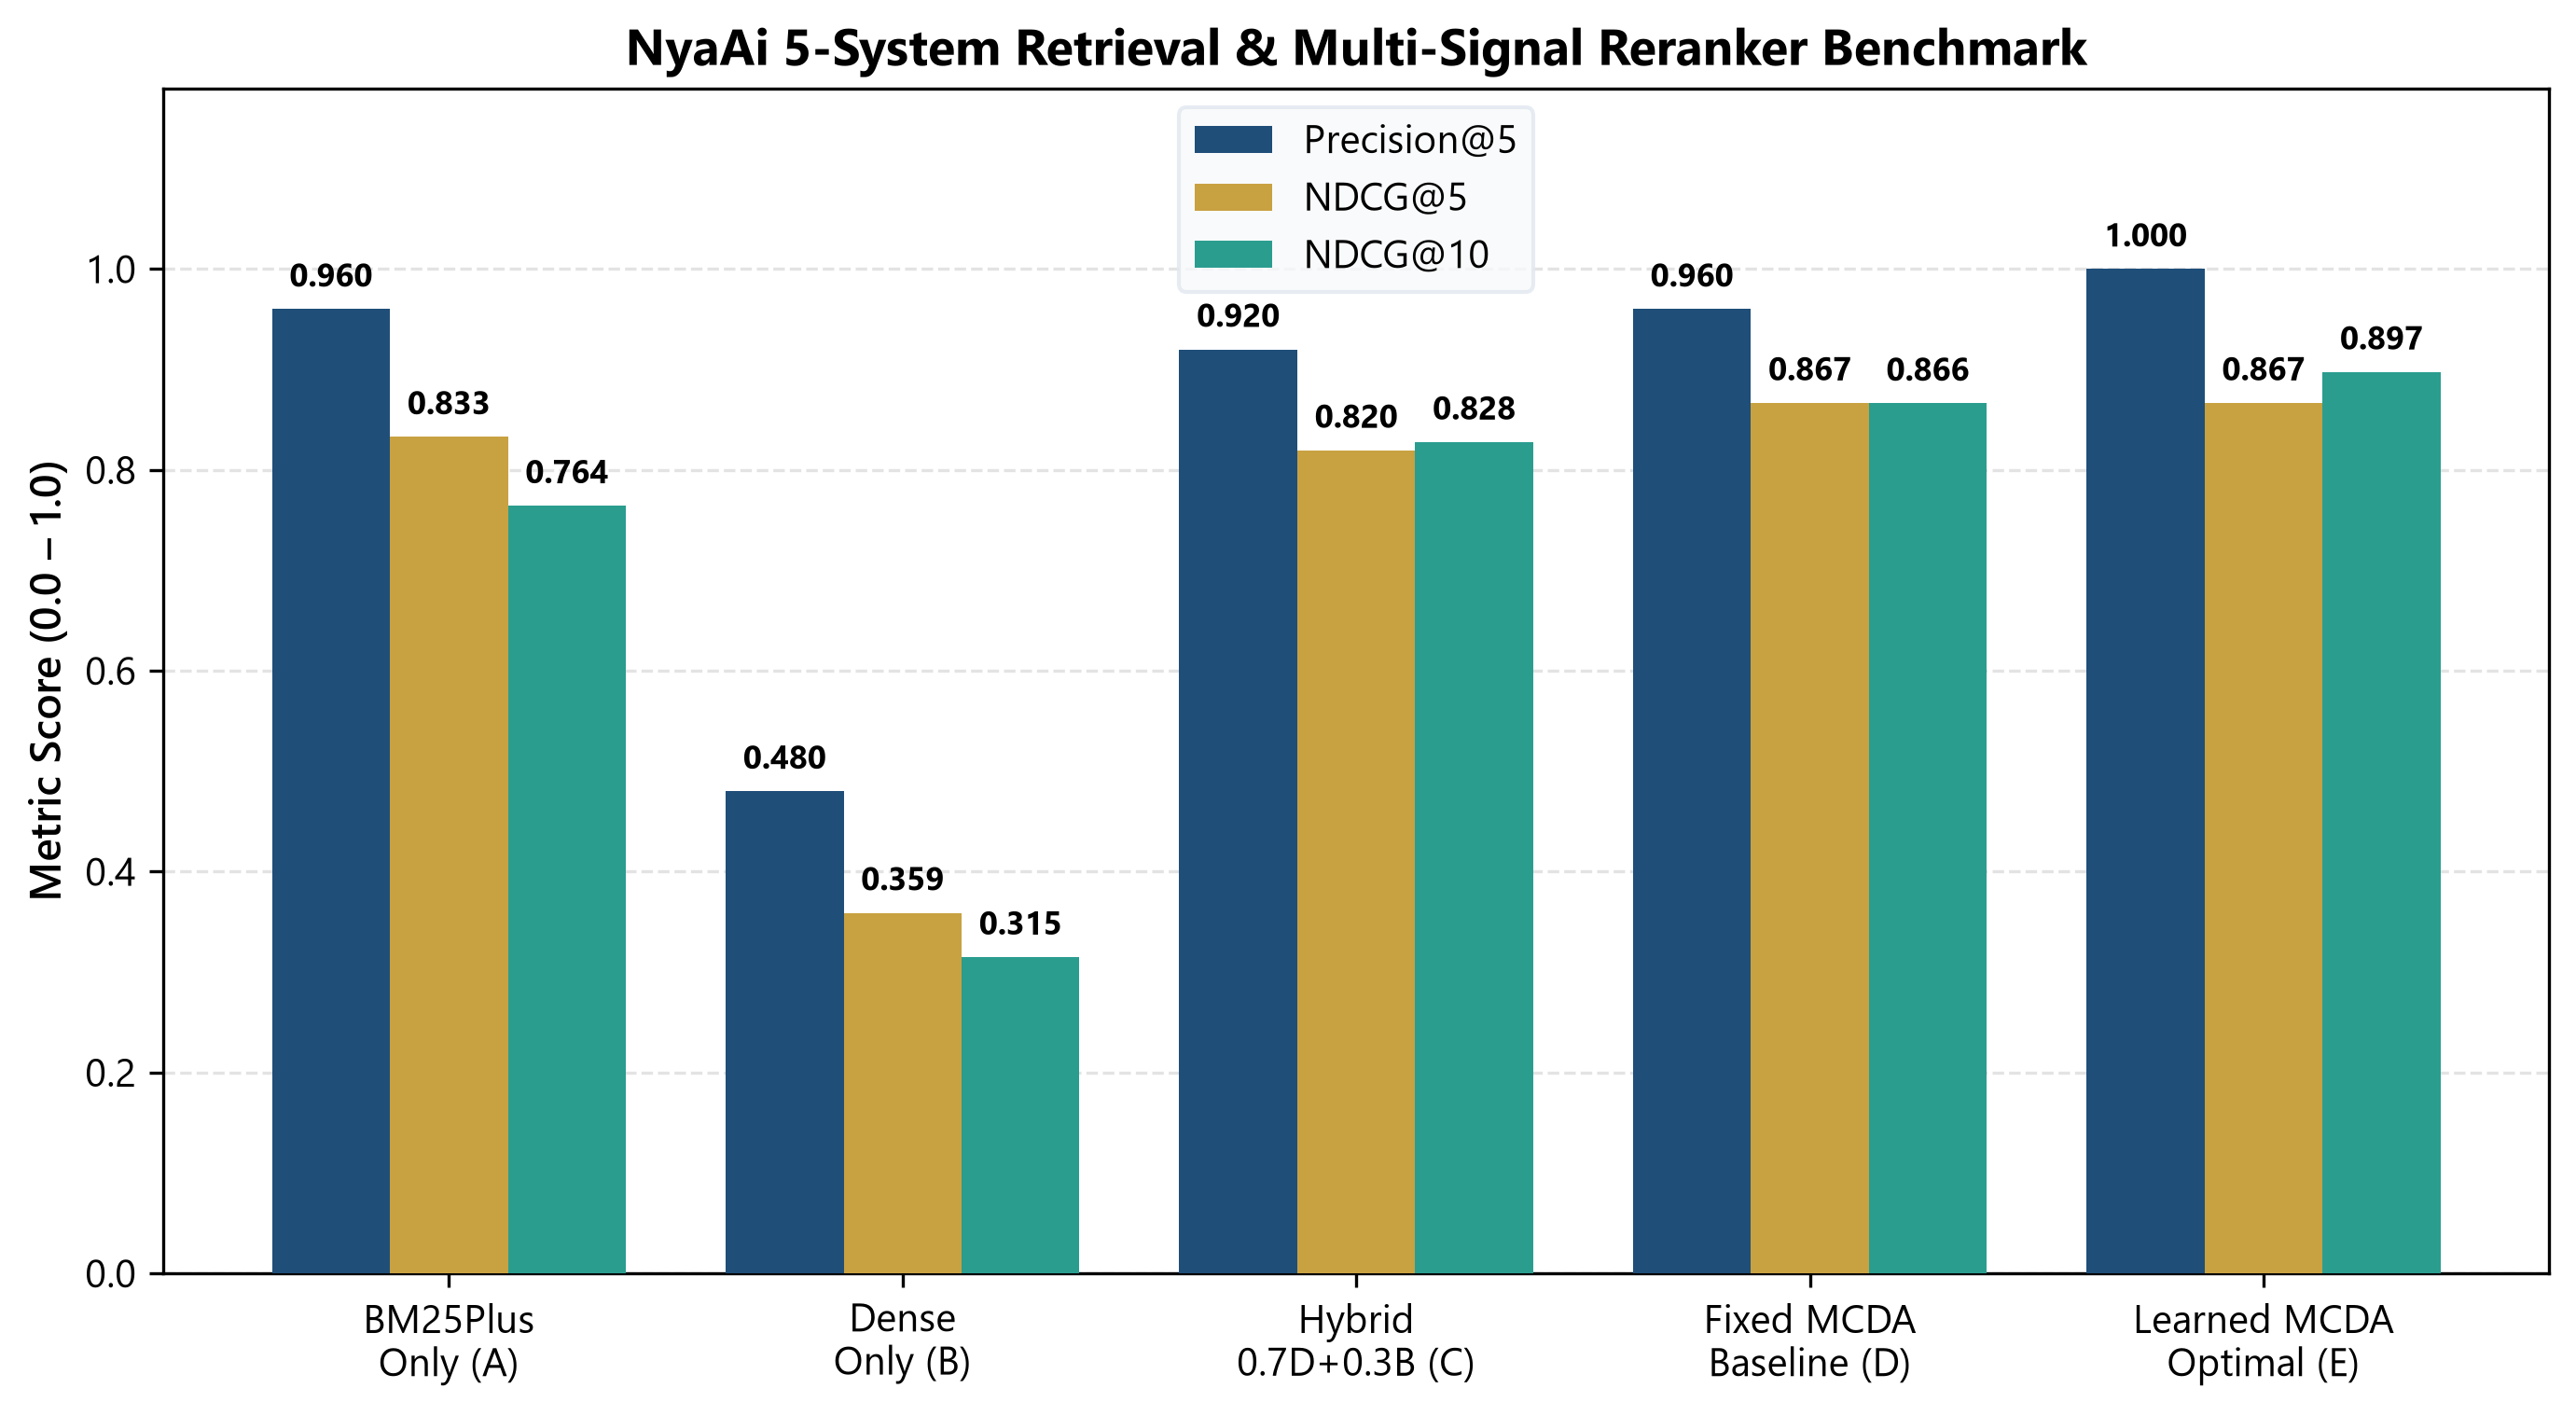 NyaAi 5-System Retrieval & Multi-Signal Reranker Benchmark
Precision@5
NDCG@5
NDCG@10
Metric Score (0.0 – 1.0)
1.0
0.8
0.6
0.4
0.2
0.0
0.960
0.833
0.764
0.480
0.359
0.315
0.920
0.820
0.828
0.960
0.867
0.866
1.000
0.867
0.897
BM25Plus
Only (A)
Dense
Only (B)
Hybrid
0.7D+0.3B (C)
Fixed MCDA
Baseline (D)
Learned MCDA
Optimal (E)